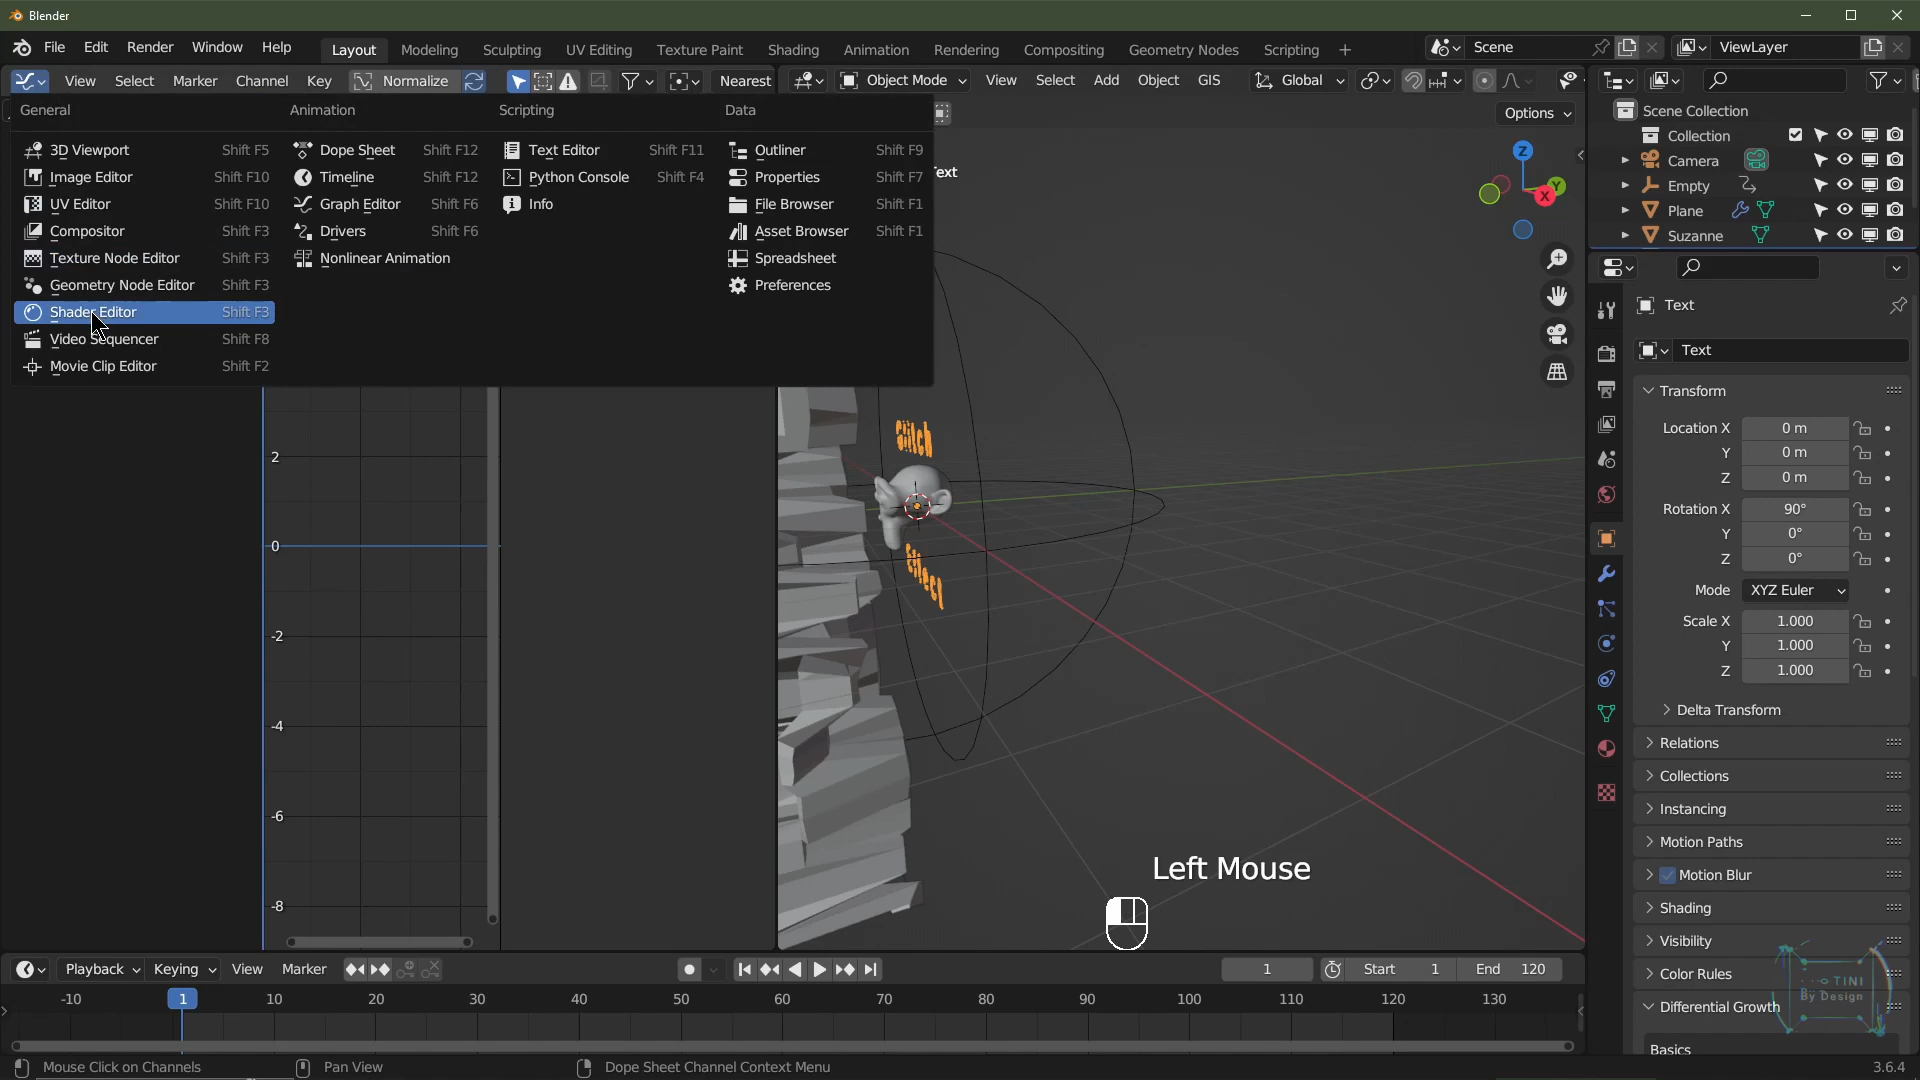 Blender
File Edit Render Window Help
Layout Modeling Sculpting UV Editing Texture Paint Shading Animation Rendering Compositing Geometry Nodes Scripting +
Scene
ViewLayer
View Select Marker Channel Key Normalize Nearest
Object Mode View Select Add Object GIS Global
Options
General
3D Viewport Shift F5
Image Editor Shift F10
UV Editor Shift F10
Compositor Shift F3
Texture Node Editor Shift F3
Geometry Node Editor Shift F3
Shader Editor Shift F3
Video Sequencer Shift F8
Movie Clip Editor Shift F2
Animation
Dope Sheet Shift F12
Timeline Shift F12
Graph Editor Shift F6
Drivers Shift F6
Nonlinear Animation
Scripting
Text Editor Shift F11
Python Console Shift F4
Info
Data
Outliner Shift F9
Properties Shift F7
File Browser Shift F1
Asset Browser Shift F1
Spreadsheet
Preferences
2
0
-2
-4
-6
-8
Text
Z
Y
X
Glitch
Effect
Left Mouse
Scene Collection
Collection
Camera
Empty
Plane
Suzanne
Text
Text
Transform
Location X 0 m
Y 0 m
Z 0 m
Rotation X 90°
Y 0°
Z 0°
Mode XYZ Euler
Scale X 1.000
Y 1.000
Z 1.000
Delta Transform
Relations
Collections
Instancing
Motion Paths
Motion Blur
Shading
Visibility
Color Rules
Differential Growth
Basics
TINI
By Design
Playback Keying View Marker
1
Start 1 End 120
-10 1 10 20 30 40 50 60 70 80 90 100 110 120 130
Mouse Click on Channels
Pan View
Dope Sheet Channel Context Menu
3.6.4